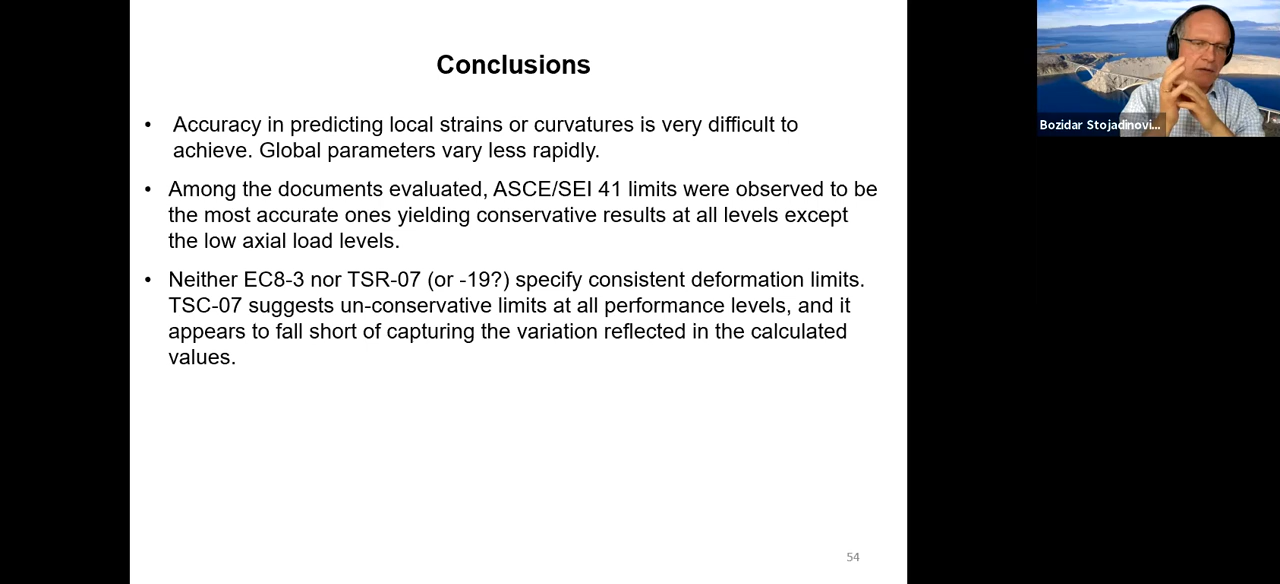 Conclusions
• Accuracy in predicting local strains or curvatures is very difficult to
achieve. Global parameters vary less rapidly.
• Among the documents evaluated, ASCE/SEI 41 limits were observed to be
the most accurate ones yielding conservative results at all levels except
the low axial load levels.
• Neither EC8-3 nor TSR-07 (or -19?) specify consistent deformation limits.
TSC-07 suggests un-conservative limits at all performance levels, and it
appears to fall short of capturing the variation reflected in the calculated
values.
54
Bozidar Stojadinovi...